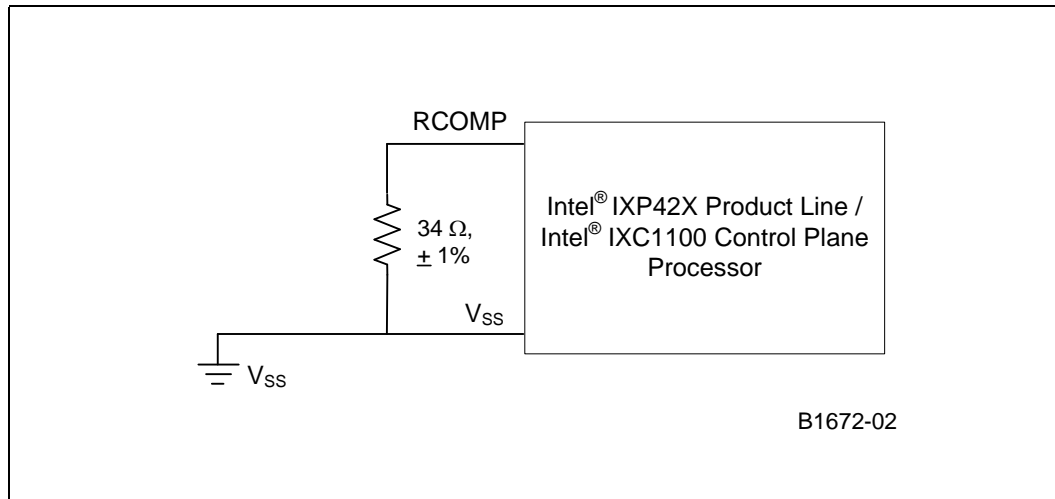 RCOMP
34 Ω,
± 1%
Intel® IXP42X Product Line /
Intel® IXC1100 Control Plane
Processor
VSS
VSS
B1672-02